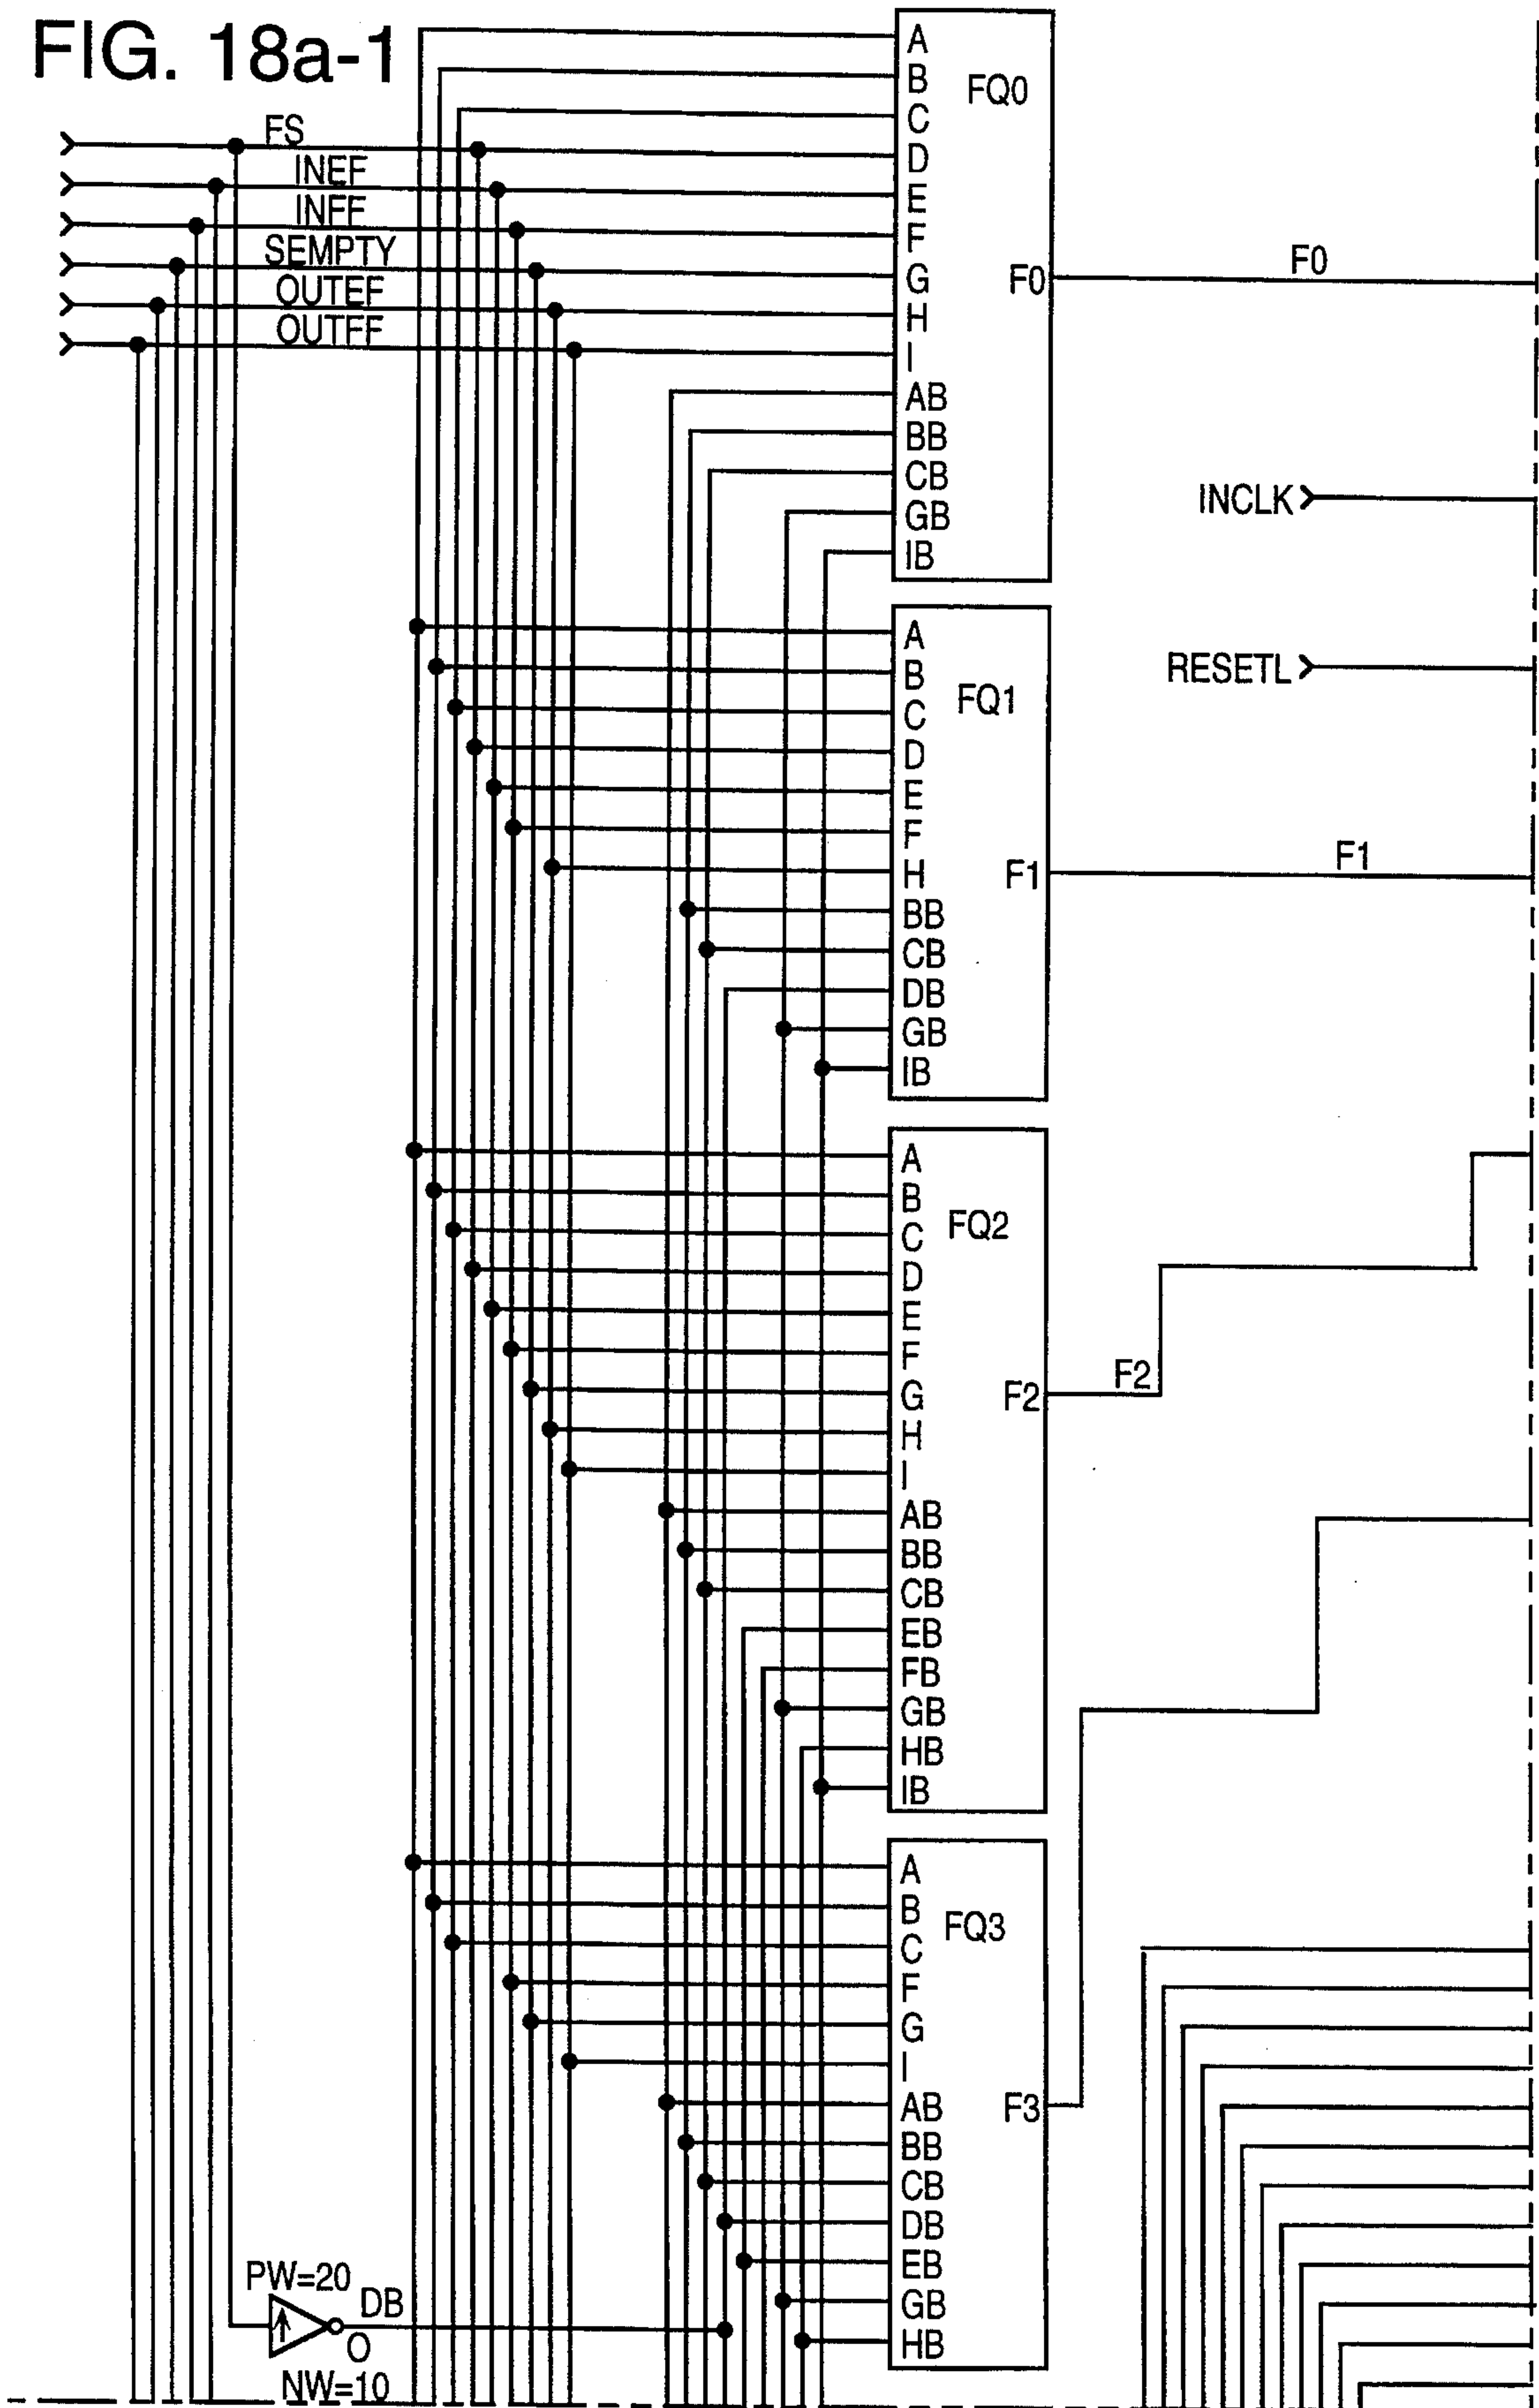 FIG. 18a-1
FS
INEF
INFF
SEMPTY
OUTEF
OUTFF
FQ0
A
B
C
D
E
F
G
H
I
AB
BB
CB
GB
IB
F0
F0
INCLK
RESETL
FQ1
A
B
C
D
E
F
H
BB
CB
DB
GB
IB
F1
F1
FQ2
A
B
C
D
E
F
G
H
I
AB
BB
CB
EB
FB
GB
HB
IB
F2
F2
FQ3
A
B
C
F
G
I
AB
BB
CB
DB
EB
GB
HB
F3
PW=20
DB
O
NW=10